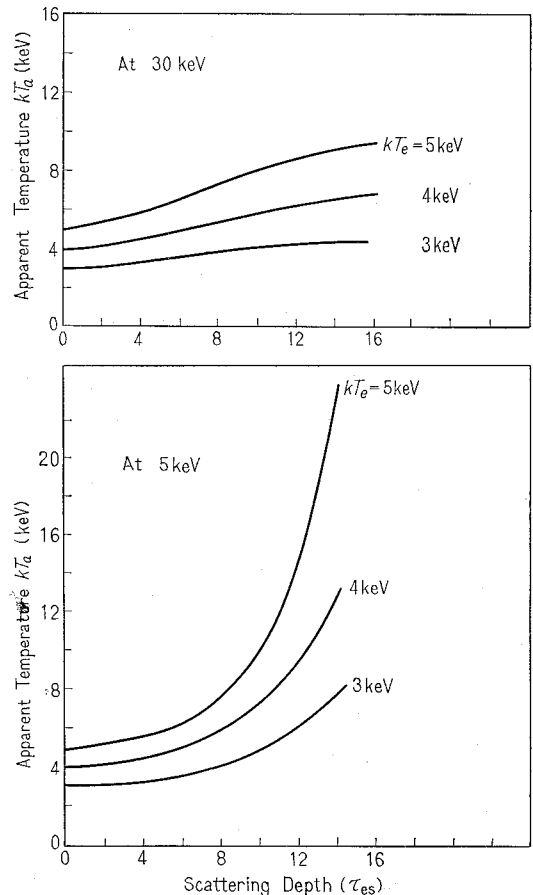 16
12
8
4
0
Apparent Temperature kTa (keV)
At 30 keV
kTe = 5 keV
4 keV
3 keV
0 4 8 12 16
20
16
12
8
4
0
Apparent Temperature kTa (keV)
At 5 keV
kTe = 5 keV
4 keV
3 keV
0 4 8 12 16
Scattering Depth (τes)